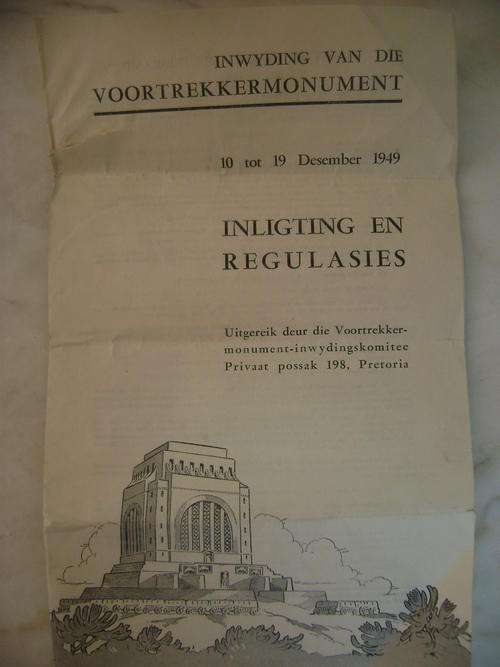 INWYDING VAN DIE
VOORTREKKERMONUMENT
10 tot 19 Desember 1949
INLIGTING EN
REGULASIES
Uitgereik deur die Voortrekker-
monument-inwydingskomitee
Privaat possak 198, Pretoria